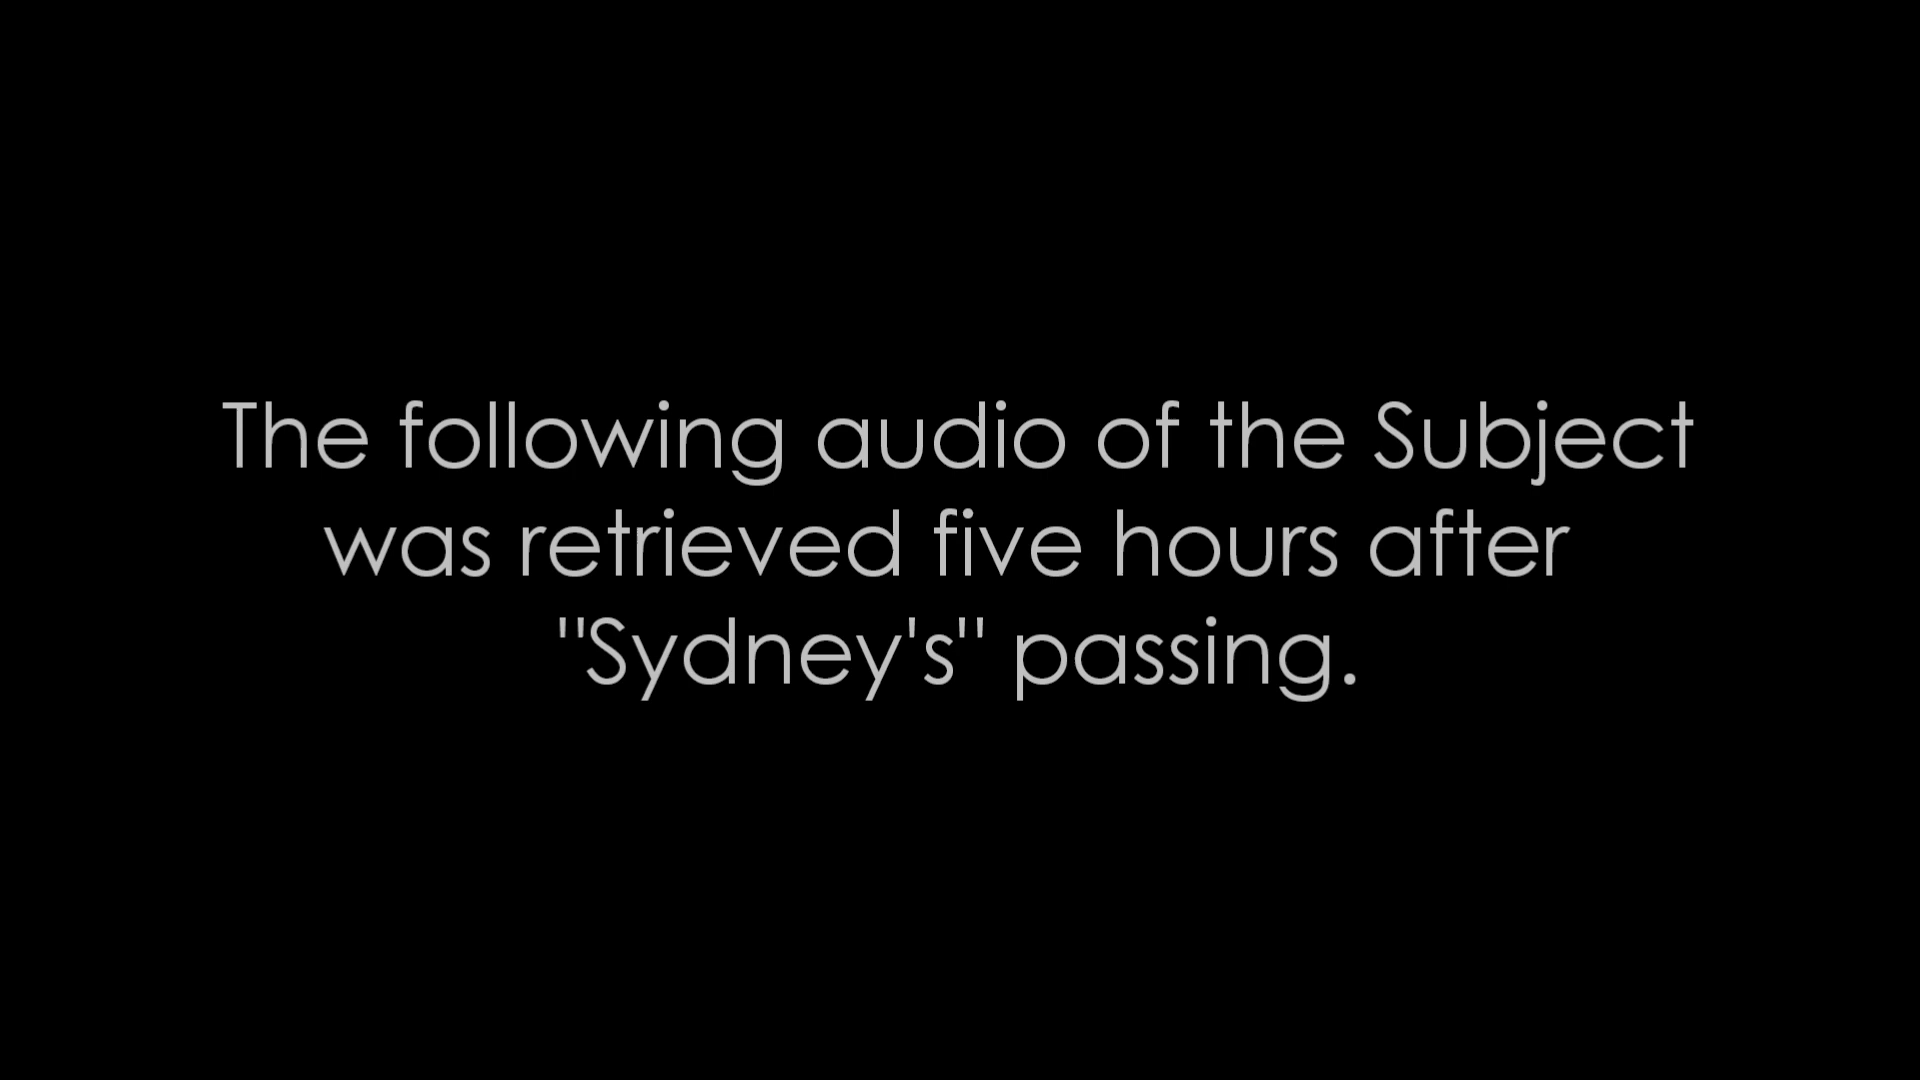 The following audio of the Subject
was retrieved five hours after
"Sydney's" passing.